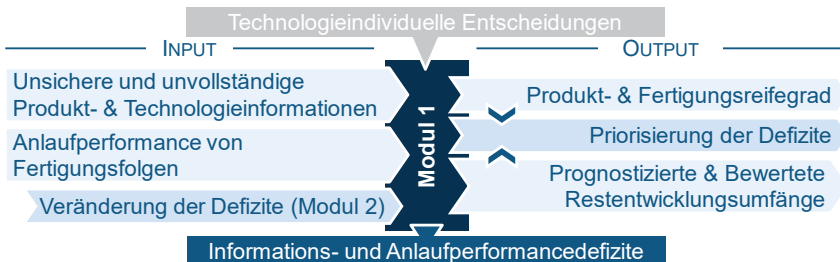 Technologieindividuelle Entscheidungen
INPUT
OUTPUT
Unsichere und unvollständige
Produkt- & Technologieinformationen
Anlaufperformance von
Fertigungsfolgen
Veränderung der Defizite (Modul 2)
Modul 1
Produkt- & Fertigungsreifegrad
Priorisierung der Defizite
Prognostizierte & Bewertete
Restentwicklungsumfänge
Informations- und Anlaufperformancedefizite